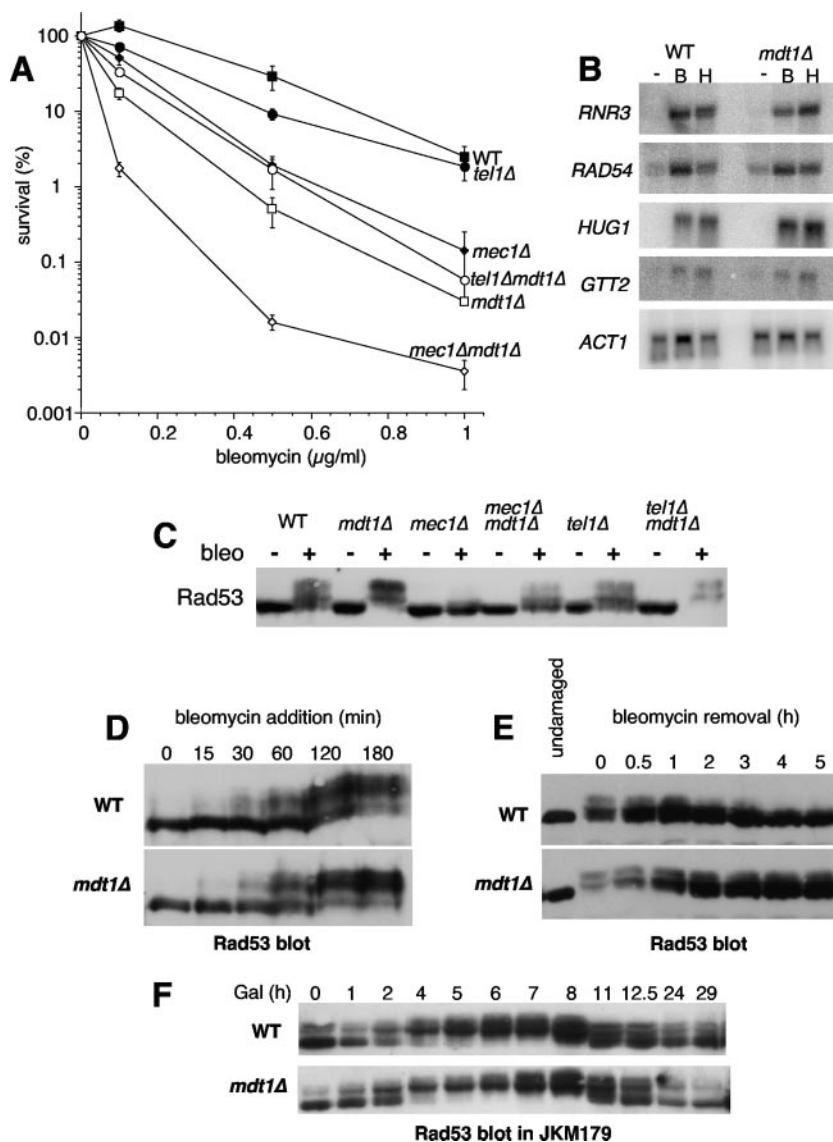 A
survival (%)
100
10
1
0.1
0.01
0.001
0
0.2
0.4
0.6
0.8
1
bleomycin (µg/ml)
WT
tel1Δ
mec1Δ
tel1Δmdt1Δ
mdt1Δ
mec1Δmdt1Δ
B
WT mdt1Δ
- B H - B H
RNR3
RAD54
HUG1
GTT2
ACT1
C
WT mdt1Δ mec1Δ mec1Δ mdt1Δ tel1Δ tel1Δ mdt1Δ
bleo - + - + - + - + - + - +
Rad53
D
bleomycin addition (min)
0 15 30 60 120 180
WT
mdt1Δ
Rad53 blot
E
undamaged
bleomycin removal (h)
0 0.5 1 2 3 4 5
WT
mdt1Δ
Rad53 blot
F
Gal (h)
0 1 2 4 5 6 7 8 11 12.5 24 29
WT
mdt1Δ
Rad53 blot in JKM179